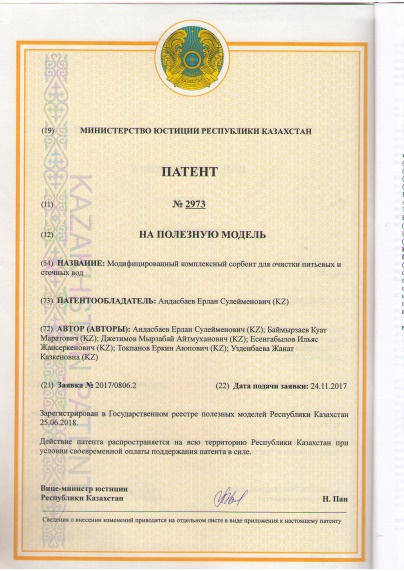 (19) МИНИСТЕРСТВО ЮСТИЦИИ РЕСПУБЛИКИ КАЗАХСТАН
ПАТЕНТ
(11) № 2973
(12) НА ПОЛЕЗНУЮ МОДЕЛЬ
(54) НАЗВАНИЕ: Модифицированный комплексный сорбент для очистки питьевых и
сточных вод
(73) ПАТЕНТООБЛАДАТЕЛЬ: Андасбаев Ерлан Сулейменович (KZ)
(72) АВТОР (АВТОРЫ): Андасбаев Ерлан Сулейменович (KZ); Баймырзаев Куат
Маратович (KZ); Джетимов Мырзабай Айтмуханович (KZ); Есенгабылов Ильяс
Жансеркенович (KZ); Токпанов Еркин Аюпович (KZ); Узденбаева Жанат
Казкеновна (KZ)
(21) Заявка № 2017/0806.2 (22) Дата подачи заявки: 24.11.2017
Зарегистрирован в Государственном реестре полезных моделей Республики Казахстан
25.06.2018.
Действие патента распространяется на всю территорию Республики Казахстан при
условии своевременной оплаты поддержания патента в силе.
Вице-министр юстиции
Республики Казахстан Н. Пан
Сведения о внесении изменений приводятся на отдельном листе в виде приложения к настоящему патенту
KAZAKHSTAN PATENT